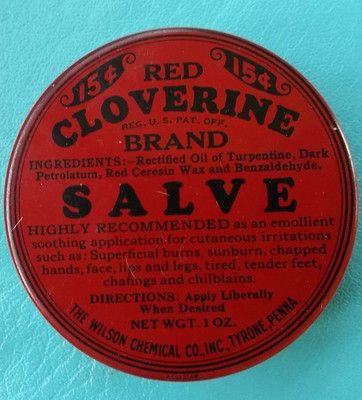 15¢ RED 15¢
CLOVERINE
REG. U. S. PAT. OFF.
BRAND
INGREDIENTS:—Rectified Oil of Turpentine, Dark
Petrolatum, Red Ceresin Wax and Benzaldehyde.
SALVE
HIGHLY RECOMMENDED as an emollient
soothing application for cutaneous irritations
such as: Superficial burns, sunburn, chapped
hands, face, lips and legs, tired, tender feet,
chafings and chilblains.
DIRECTIONS: Apply Liberally
When Desired
NET WGT. 1 OZ.
THE WILSON CHEMICAL CO., INC., TYRONE, PENNA.